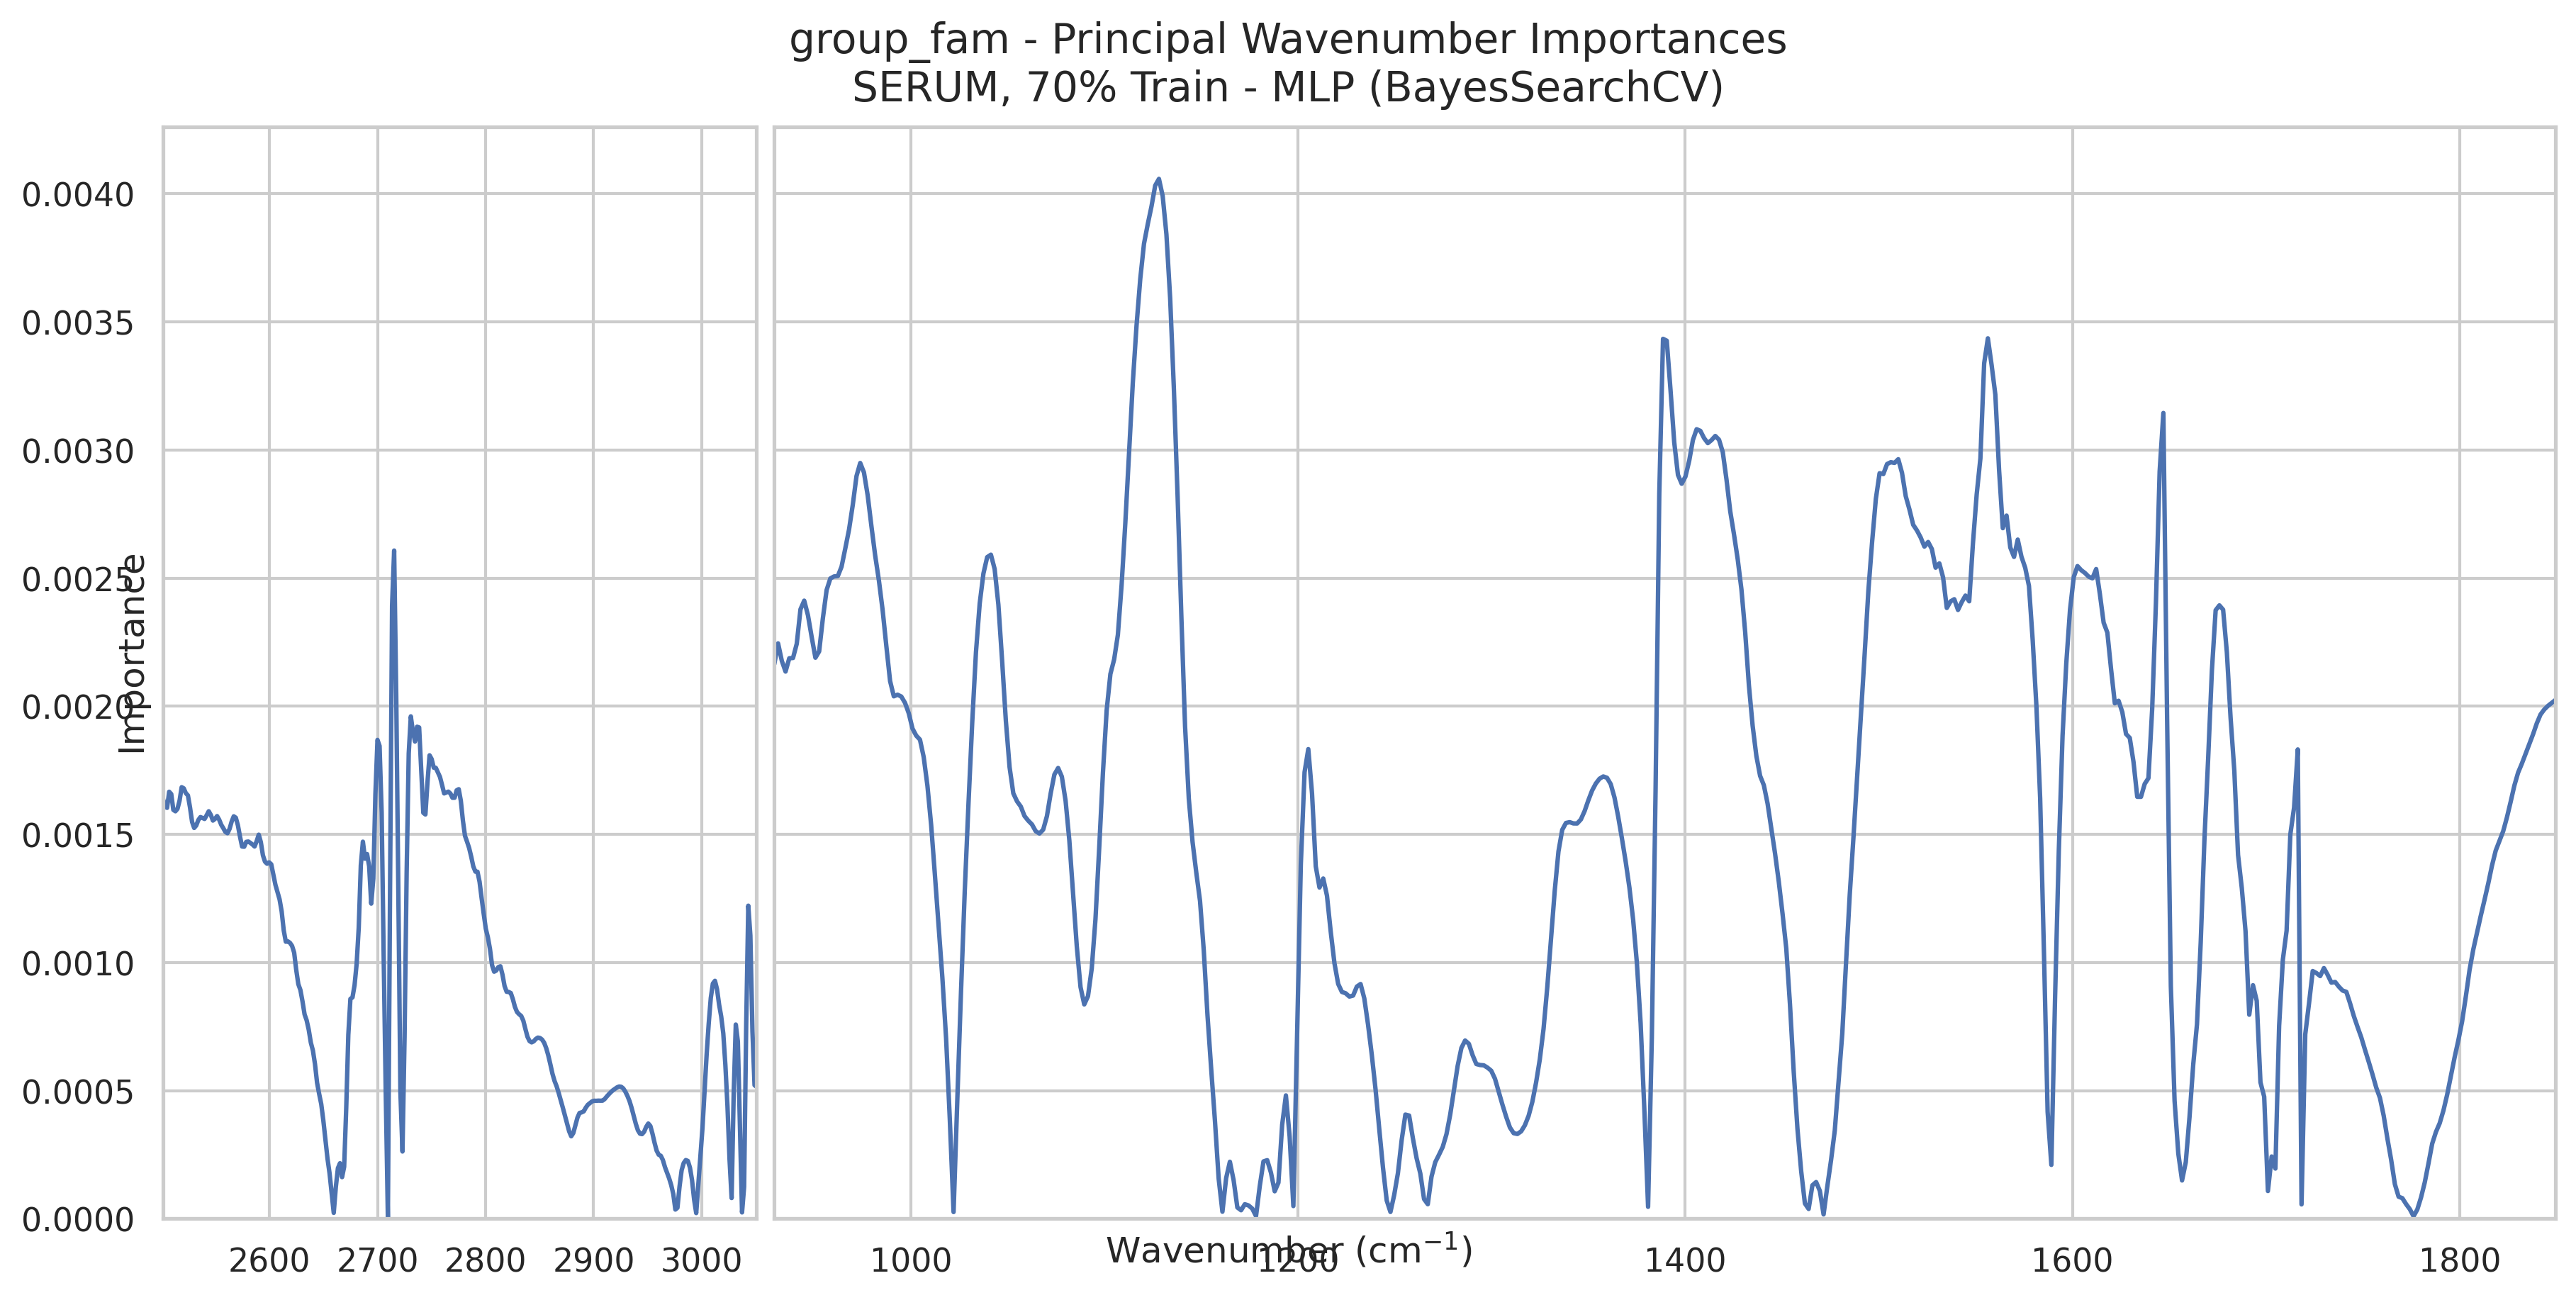 group_fam - Principal Wavenumber Importances
SERUM, 70% Train - MLP (BayesSearchCV)
0.0040
0.0035
0.0030
0.0025
0.0020
0.0015
0.0010
0.0005
0.0000
Importance
2600 2700 2800 2900 3000 1000 1200 1400 1600 1800
Wavenumber (cm⁻¹)